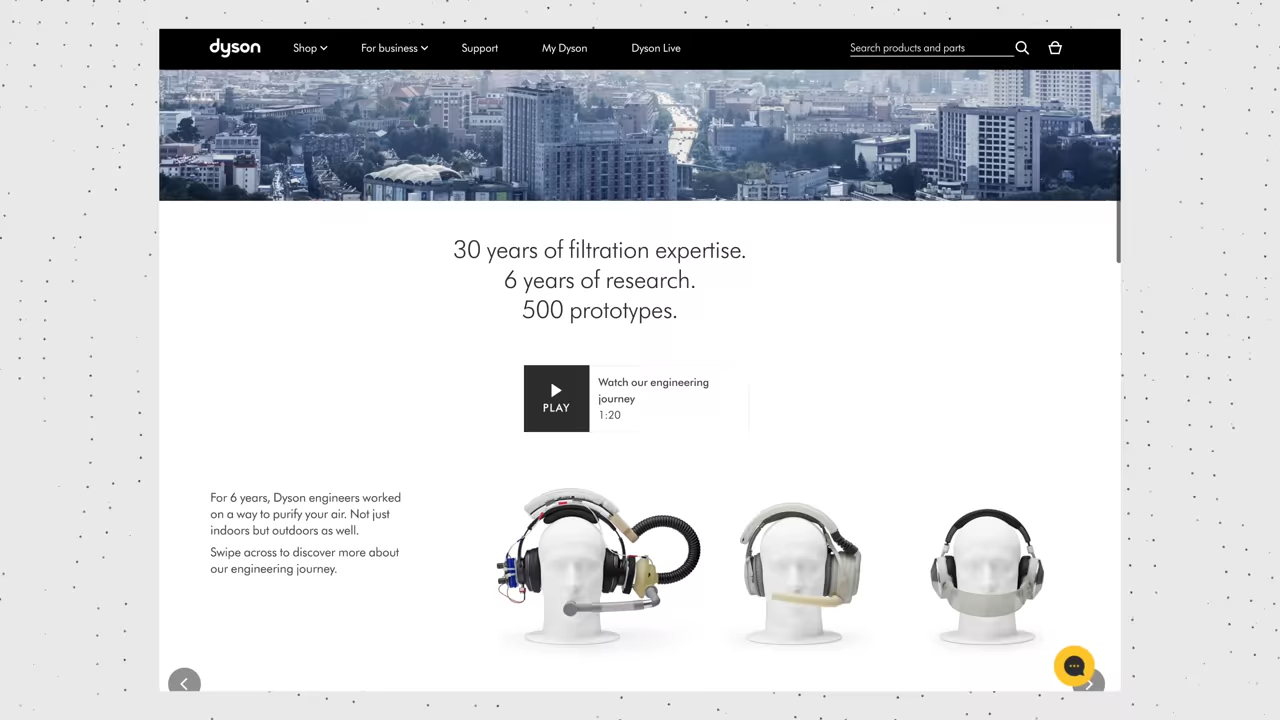 dyson
Shop
For business
Support
My Dyson
Dyson Live
Search products and parts
30 years of filtration expertise.
6 years of research.
500 prototypes.
PLAY
Watch our engineering
journey
1:20
For 6 years, Dyson engineers worked
on a way to purify your air. Not just
indoors but outdoors as well.
Swipe across to discover more about
our engineering journey.